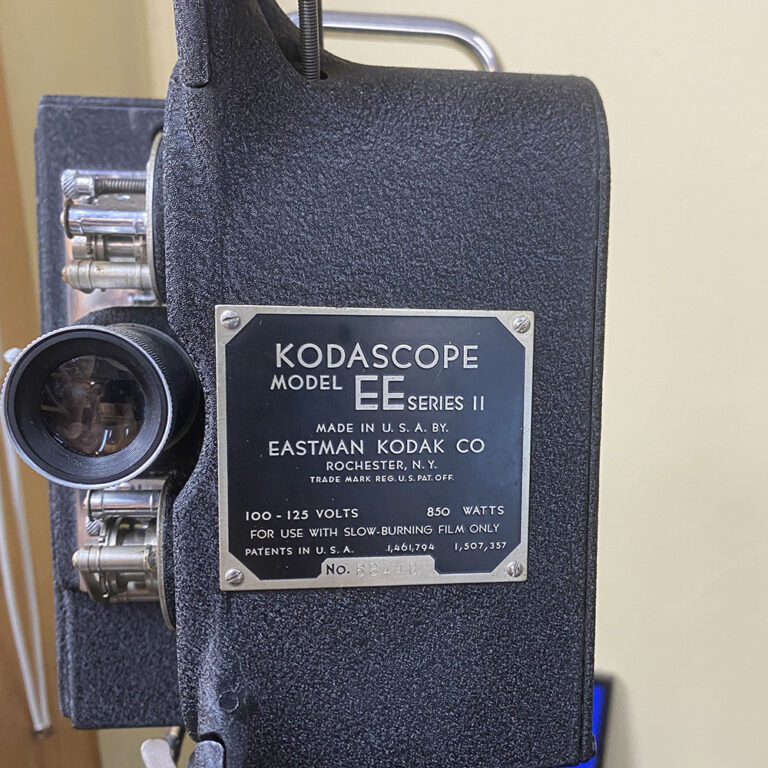 KODASCOPE
MODEL EE SERIES II
MADE IN U.S.A. BY.
EASTMAN KODAK CO
ROCHESTER, N.Y.
TRADE MARK REG. U.S. PAT. OFF.
100-125 VOLTS 850 WATTS
FOR USE WITH SLOW-BURNING FILM ONLY
PATENTS IN U.S.A. 1,461,794 1,507,357
No.